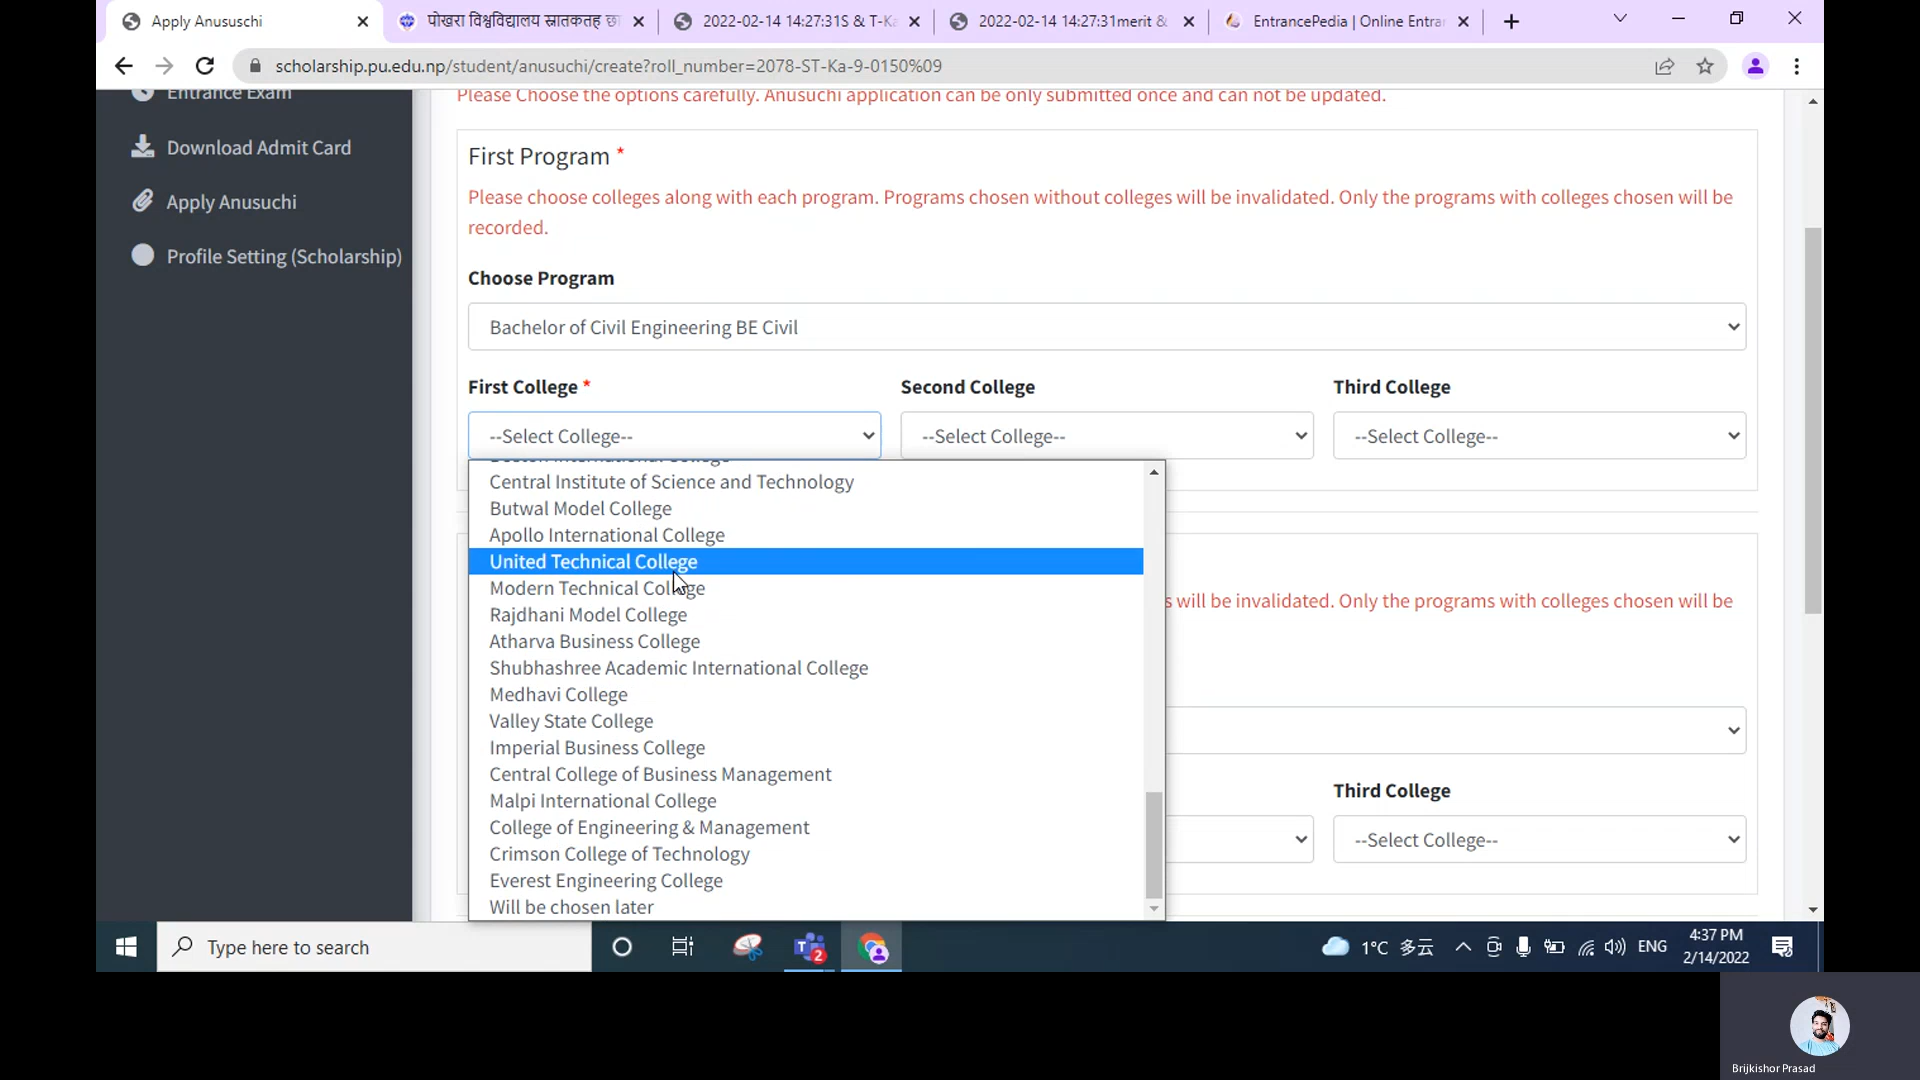 Apply Anususchi
पोखरा विश्वविद्यालय स्नातकतह छा
2022-02-14 14:27:31S & T-Ka
2022-02-14 14:27:31merit &
EntrancePedia | Online Entran
scholarship.pu.edu.np/student/anusuchi/create?roll_number=2078-ST-Ka-9-0150%09
Entrance Exam
Download Admit Card
Apply Anusuchi
Profile Setting (Scholarship)
Please Choose the options carefully. Anusuchi application can be only submitted once and can not be updated.
First Program *
Please choose colleges along with each program. Programs chosen without colleges will be invalidated. Only the programs with colleges chosen will be
recorded.
Choose Program
Bachelor of Civil Engineering BE Civil
First College * Second College Third College
--Select College-- --Select College-- --Select College--
Central Institute of Science and Technology
Butwal Model College
Apollo International College
United Technical College
Modern Technical College
Rajdhani Model College
Atharva Business College
Shubhashree Academic International College
Medhavi College
Valley State College
Imperial Business College
Central College of Business Management
Malpi International College
College of Engineering & Management
Crimson College of Technology
Everest Engineering College
Will be chosen later
s will be invalidated. Only the programs with colleges chosen will be
Third College
--Select College--
Type here to search
2
1°C 多云
ENG
4:37 PM
2/14/2022
Brijkishor Prasad